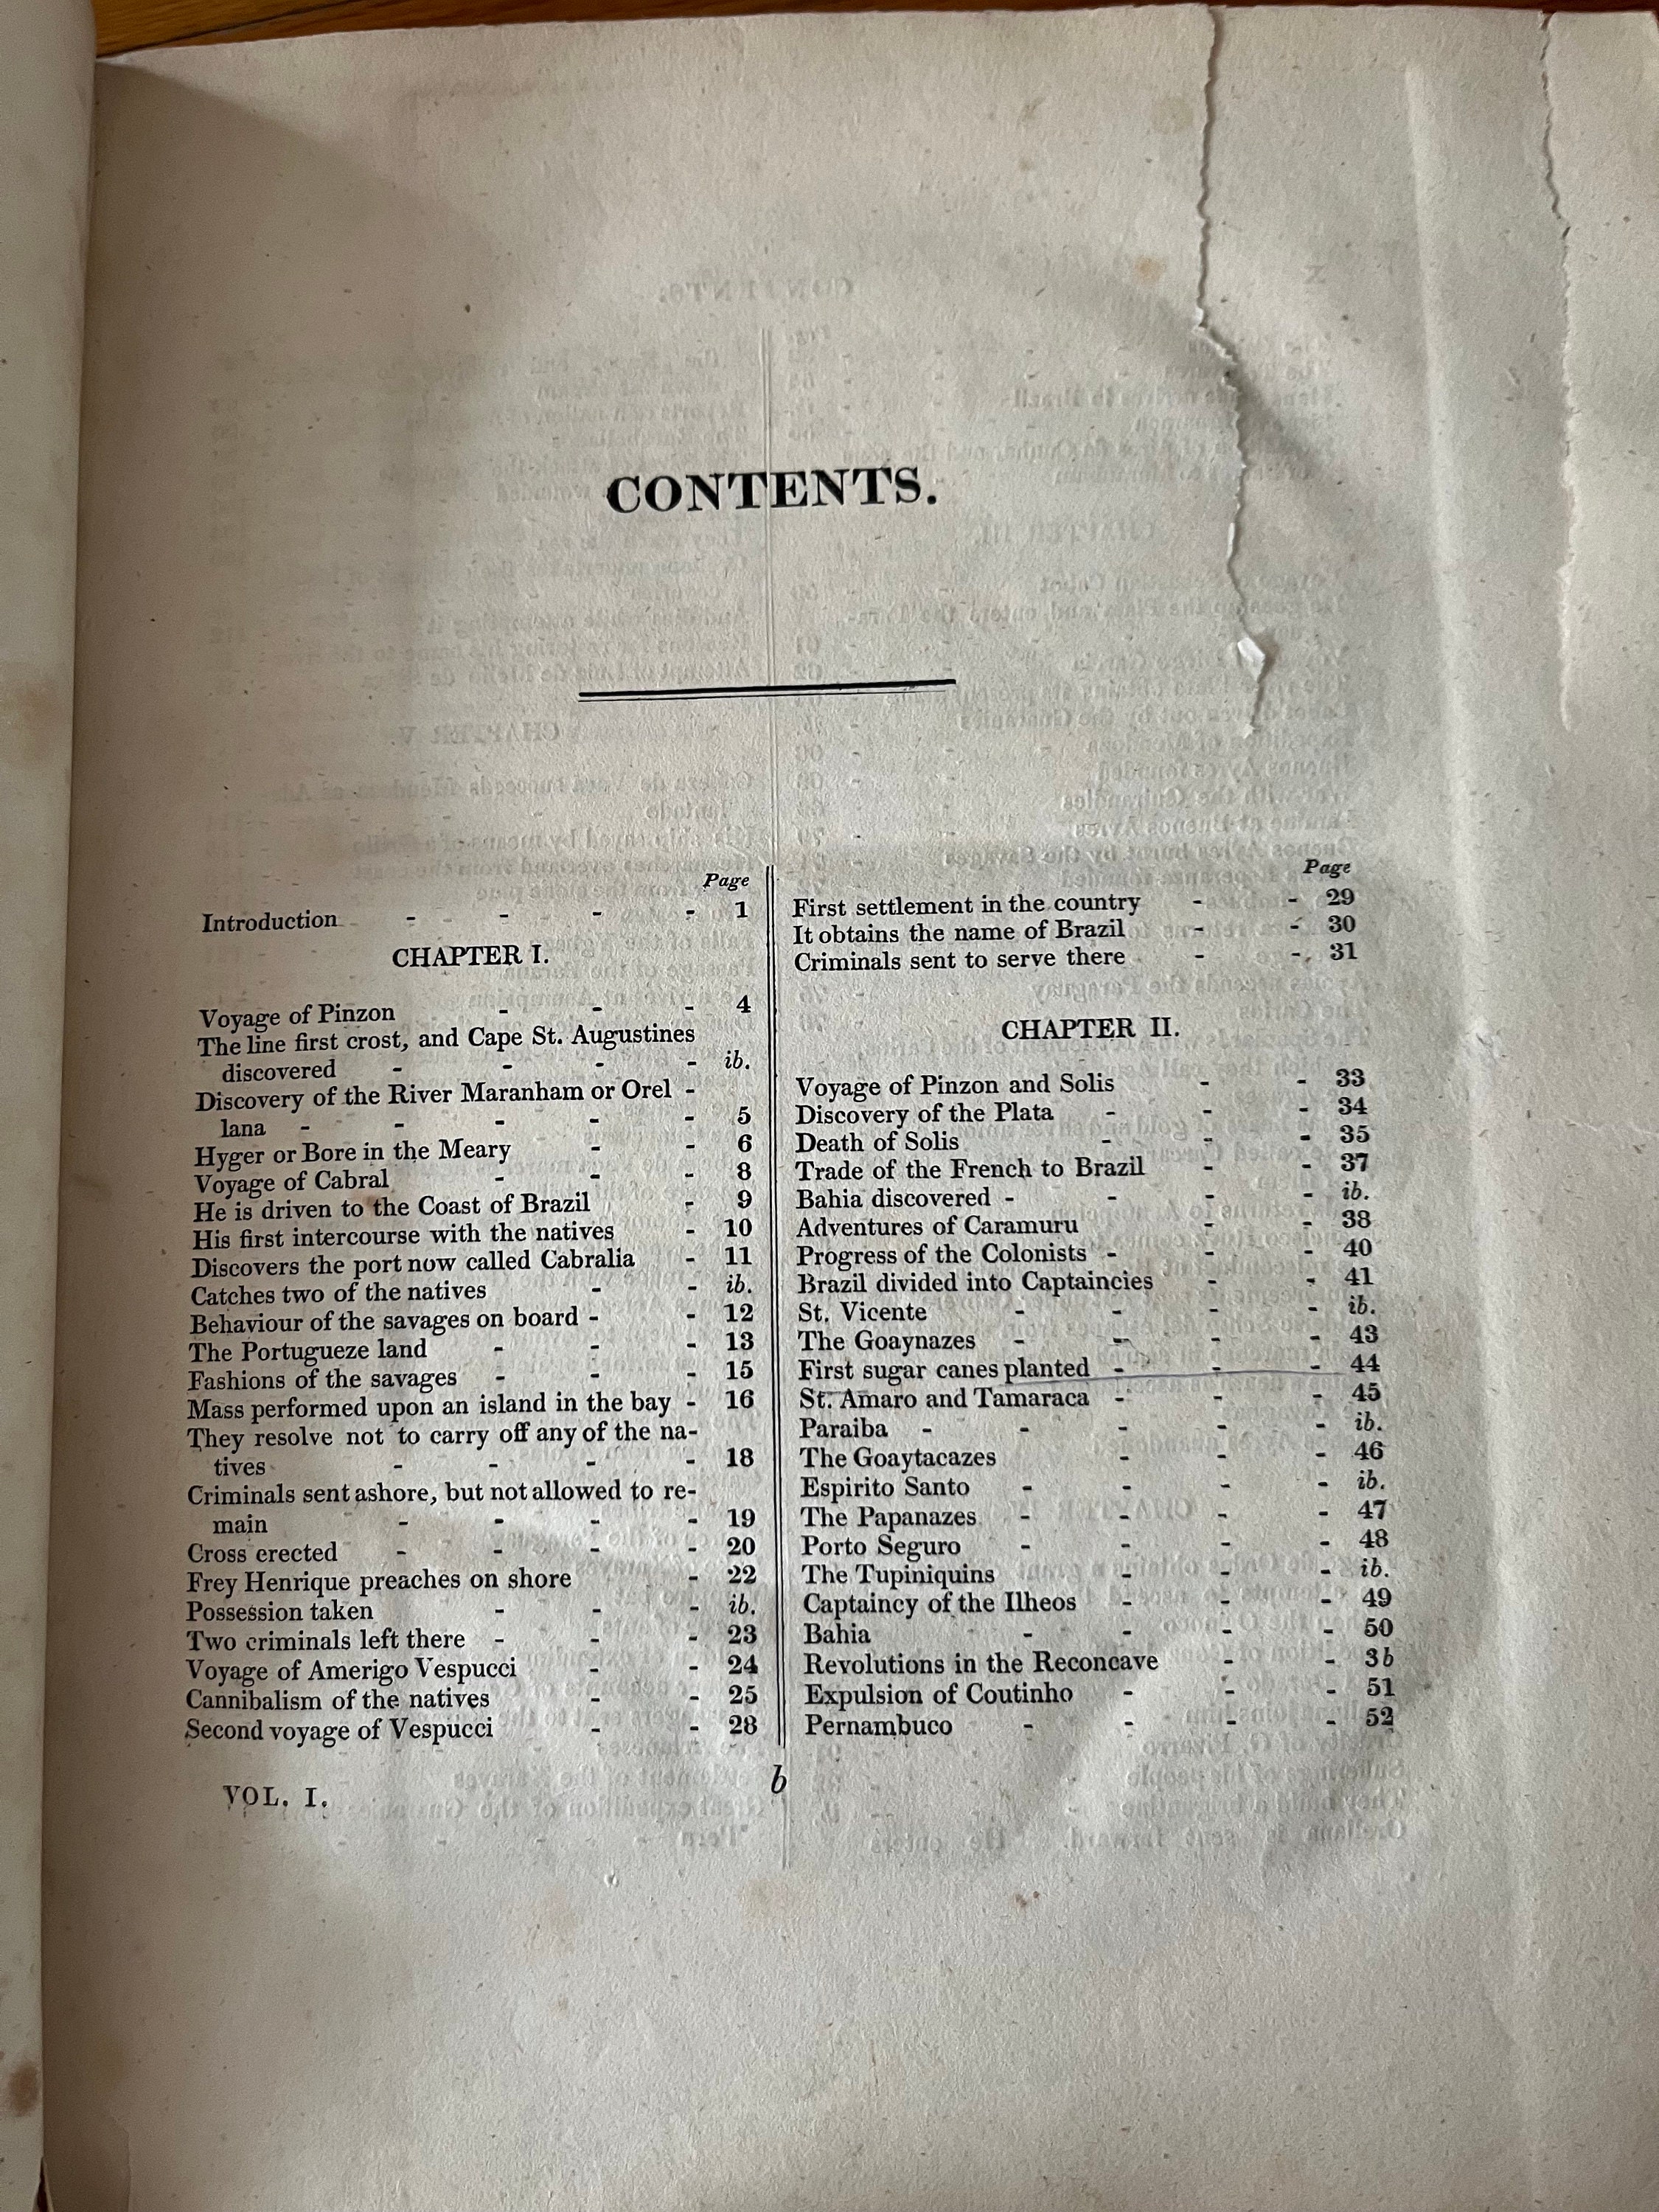 CONTENTS.
Page
Introduction - - - - 1
CHAPTER I.
Voyage of Pinzon - - - 4
The line first crost, and Cape St. Augustines
discovered - - - - ib.
Discovery of the River Maranham or Orel -
lana - - - - - 5
Hyger or Bore in the Meary - - 6
Voyage of Cabral - - - 8
He is driven to the Coast of Brazil - 9
His first intercourse with the natives - 10
Discovers the port now called Cabralia - 11
Catches two of the natives - - ib.
Behaviour of the savages on board - - 12
The Portugueze land - - - 13
Fashions of the savages - - - 15
Mass performed upon an island in the bay - 16
They resolve not to carry off any of the na-
tives - - - - 18
Criminals sent ashore, but not allowed to re-
main - - - - 19
Cross erected - - - - 20
Frey Henrique preaches on shore - 22
Possession taken - - - ib.
Two criminals left there - - - 23
Voyage of Amerigo Vespucci - - 24
Cannibalism of the natives - - 25
Second voyage of Vespucci - - 28
Page
First settlement in the country - - 29
It obtains the name of Brazil - - 30
Criminals sent to serve there - - 31
CHAPTER II.
Voyage of Pinzon and Solis - - 33
Discovery of the Plata - - - 34
Death of Solis - - - 35
Trade of the French to Brazil - - 37
Bahia discovered - - - - ib.
Adventures of Caramuru - - 38
Progress of the Colonists - - - 40
Brazil divided into Captaincies - - 41
St. Vicente - - - - ib.
The Goaynazes - - - - 43
First sugar canes planted - - - 44
St. Amaro and Tamaraca - - - 45
Paraiba - - - - - ib.
The Goaytacazes - - - 46
Espirito Santo - - - - ib.
The Papanazes - - - - 47
Porto Seguro - - - - 48
The Tupiniquins - - - ib.
Captaincy of the Ilheos - - - 49
Bahia - - - - 50
Revolutions in the Reconcave - - 3b
Expulsion of Coutinho - - - 51
Pernambuco - - - - 52
VOL. I.
b